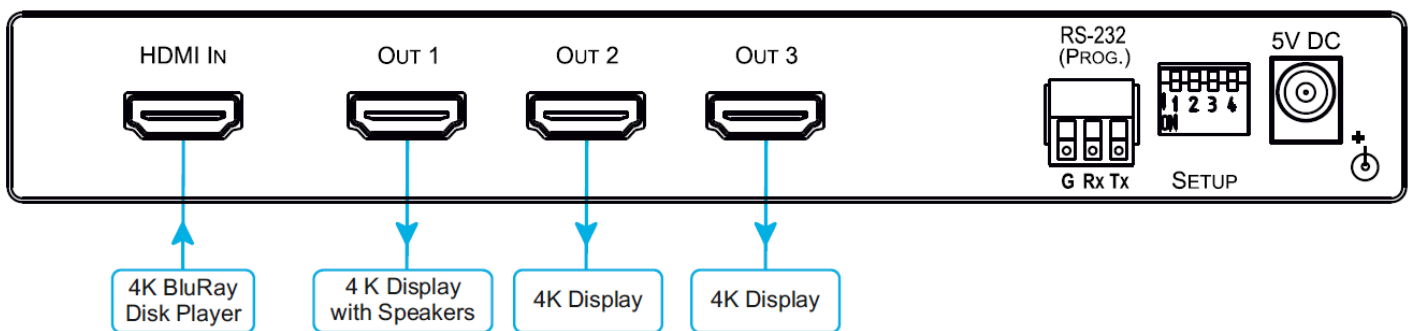 HDMI IN
OUT 1
OUT 2
OUT 3
RS-232
(PROG.)
5V DC
1 2 3 4
ON
+
G Rx Tx
SETUP
4K BluRay
Disk Player
4 K Display
with Speakers
4K Display
4K Display